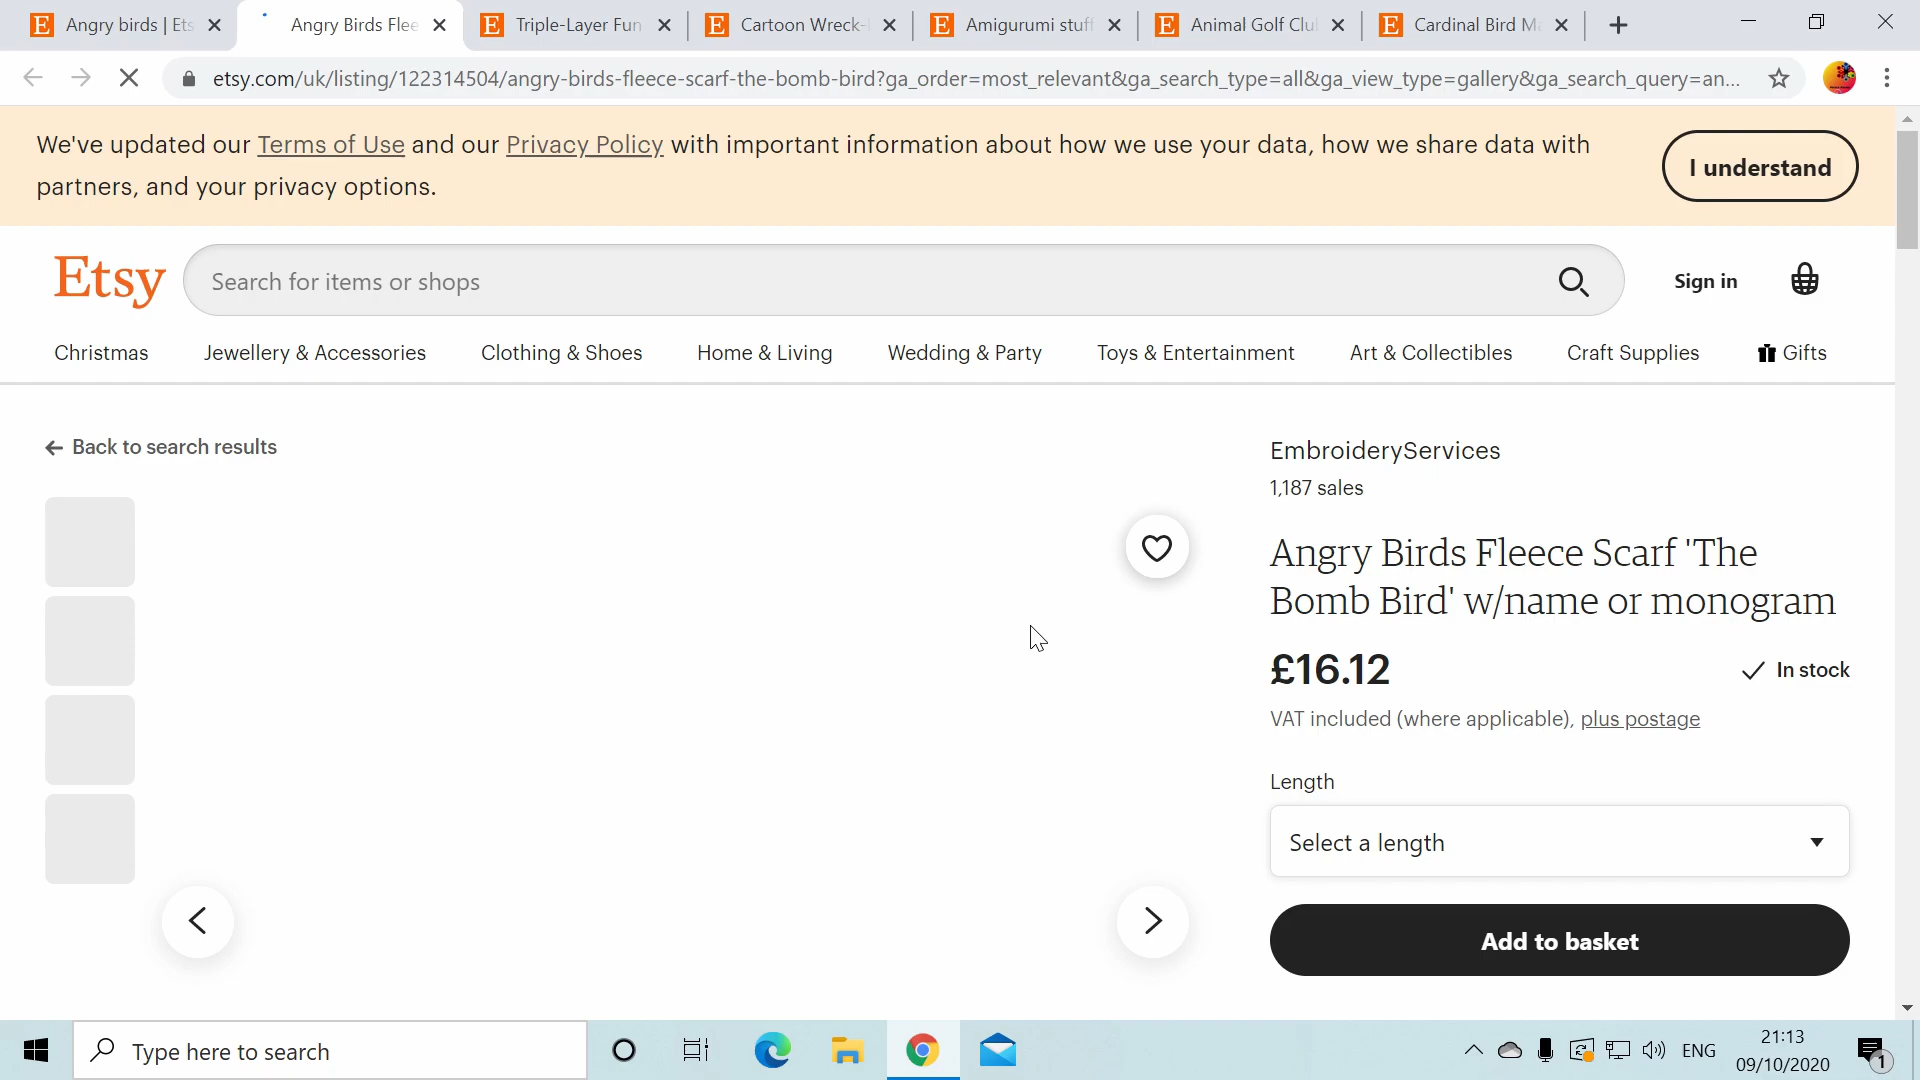 Angry birds | Ets
Angry Birds Flee
Triple-Layer Fun
Cartoon Wreck-
Amigurumi stuff
Animal Golf Clu
Cardinal Bird Ma
etsy.com/uk/listing/122314504/angry-birds-fleece-scarf-the-bomb-bird?ga_order=most_relevant&ga_search_type=all&ga_view_type=gallery&ga_search_query=an...
We've updated our Terms of Use and our Privacy Policy with important information about how we use your data, how we share data with
partners, and your privacy options.
I understand
Etsy
Search for items or shops
Sign in
Christmas
Jewellery & Accessories
Clothing & Shoes
Home & Living
Wedding & Party
Toys & Entertainment
Art & Collectibles
Craft Supplies
Gifts
Back to search results
EmbroideryServices
1,187 sales
Angry Birds Fleece Scarf 'The
Bomb Bird' w/name or monogram
£16.12
In stock
VAT included (where applicable), plus postage
Length
Select a length
Add to basket
Type here to search
ENG
21:13
09/10/2020
1